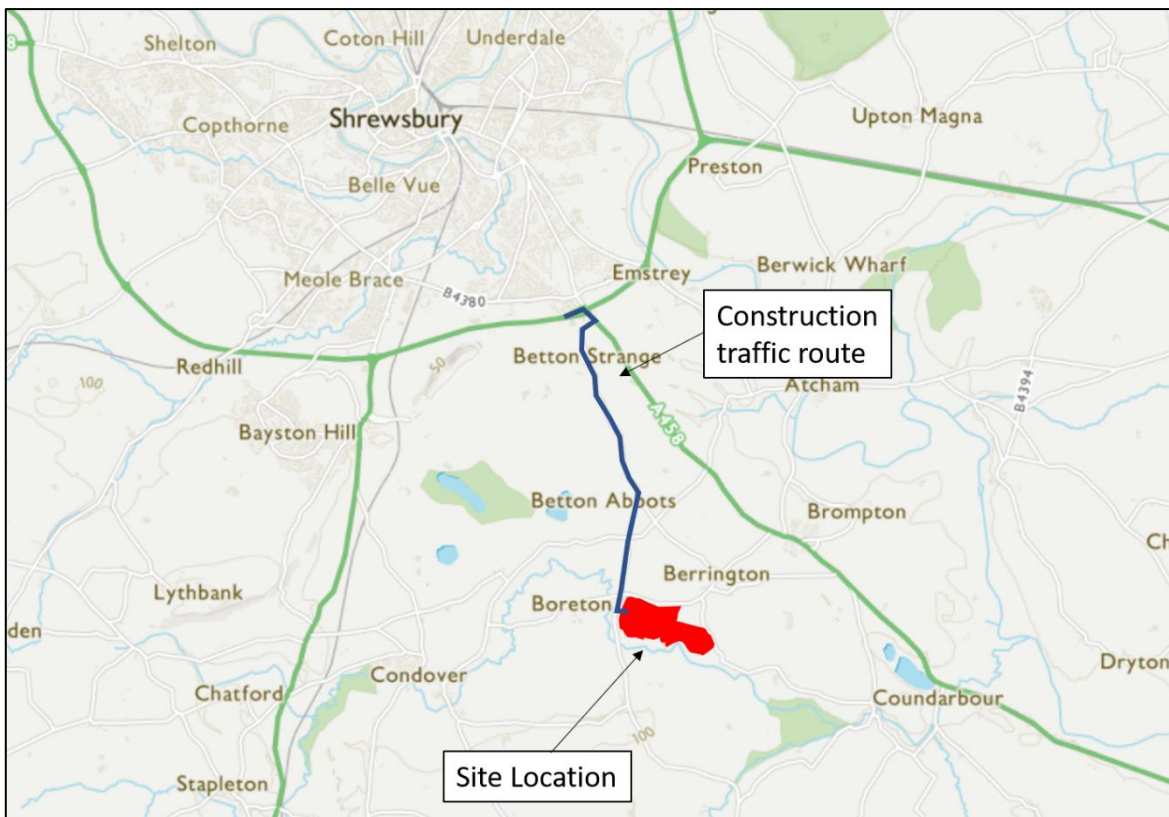 Shelton
Coton Hill
Underdale
8
Copthorne
Shrewsbury
Upton Magna
Belle Vue
Preston
Meole Brace
B4380
Emstrey
Berwick Wharf
Construction
traffic route
Redhill
100
50
Betton Strange
Atcham
B4394
Bayston Hill
A458
Betton Abbots
Brompton
Ch
Lythbank
Boreton
Berrington
den
Condover
Chatford
Dryton
Coundarbour
100
Site Location
Stapleton